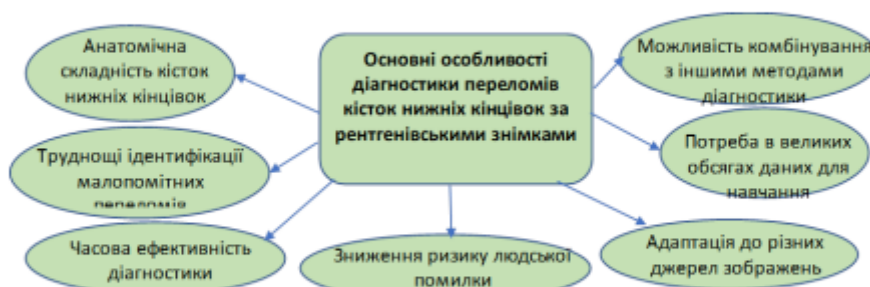 Основні особливості
діагностики переломів
кісток нижніх кінцівок за
рентгенівськими знімками
Анатомічна
складність кісток
нижніх кінцівок
Труднощі ідентифікації
малопомітних
переломів
Часова ефективність
діагностики
Зниження ризику людської
помилки
Адаптація до різних
джерел зображень
Потреба в великих
обсягах даних для
навчання
Можливість комбінування
з іншими методами
діагностики